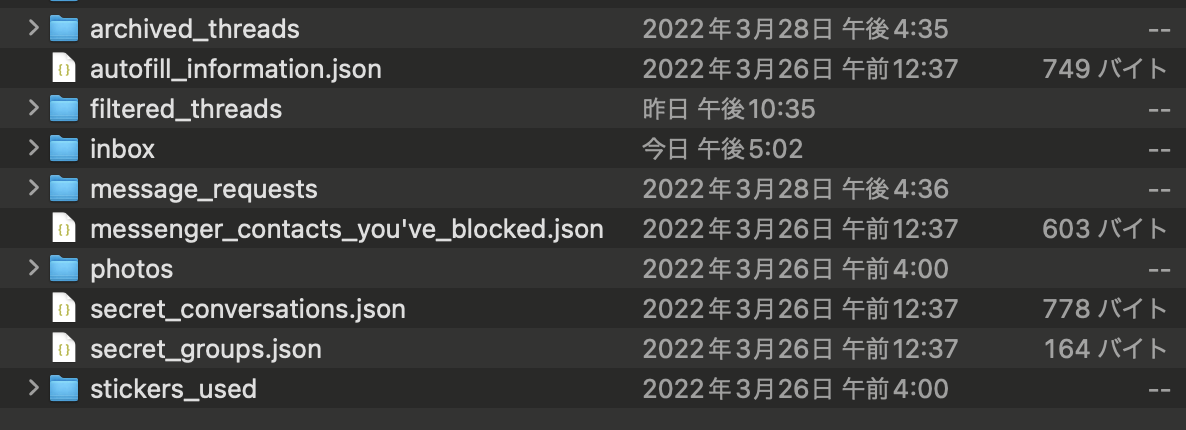 archived_threads 2022年3月28日 午後4:35 --
autofill_information.json 2022年3月26日 午前12:37 749 バイト
filtered_threads 昨日 午後10:35 --
inbox 今日 午後5:02 --
message_requests 2022年3月28日 午後4:36 --
messenger_contacts_you've_blocked.json 2022年3月26日 午前12:37 603 バイト
photos 2022年3月26日 午前4:00 --
secret_conversations.json 2022年3月26日 午前12:37 778 バイト
secret_groups.json 2022年3月26日 午前12:37 164 バイト
stickers_used 2022年3月26日 午前4:00 --